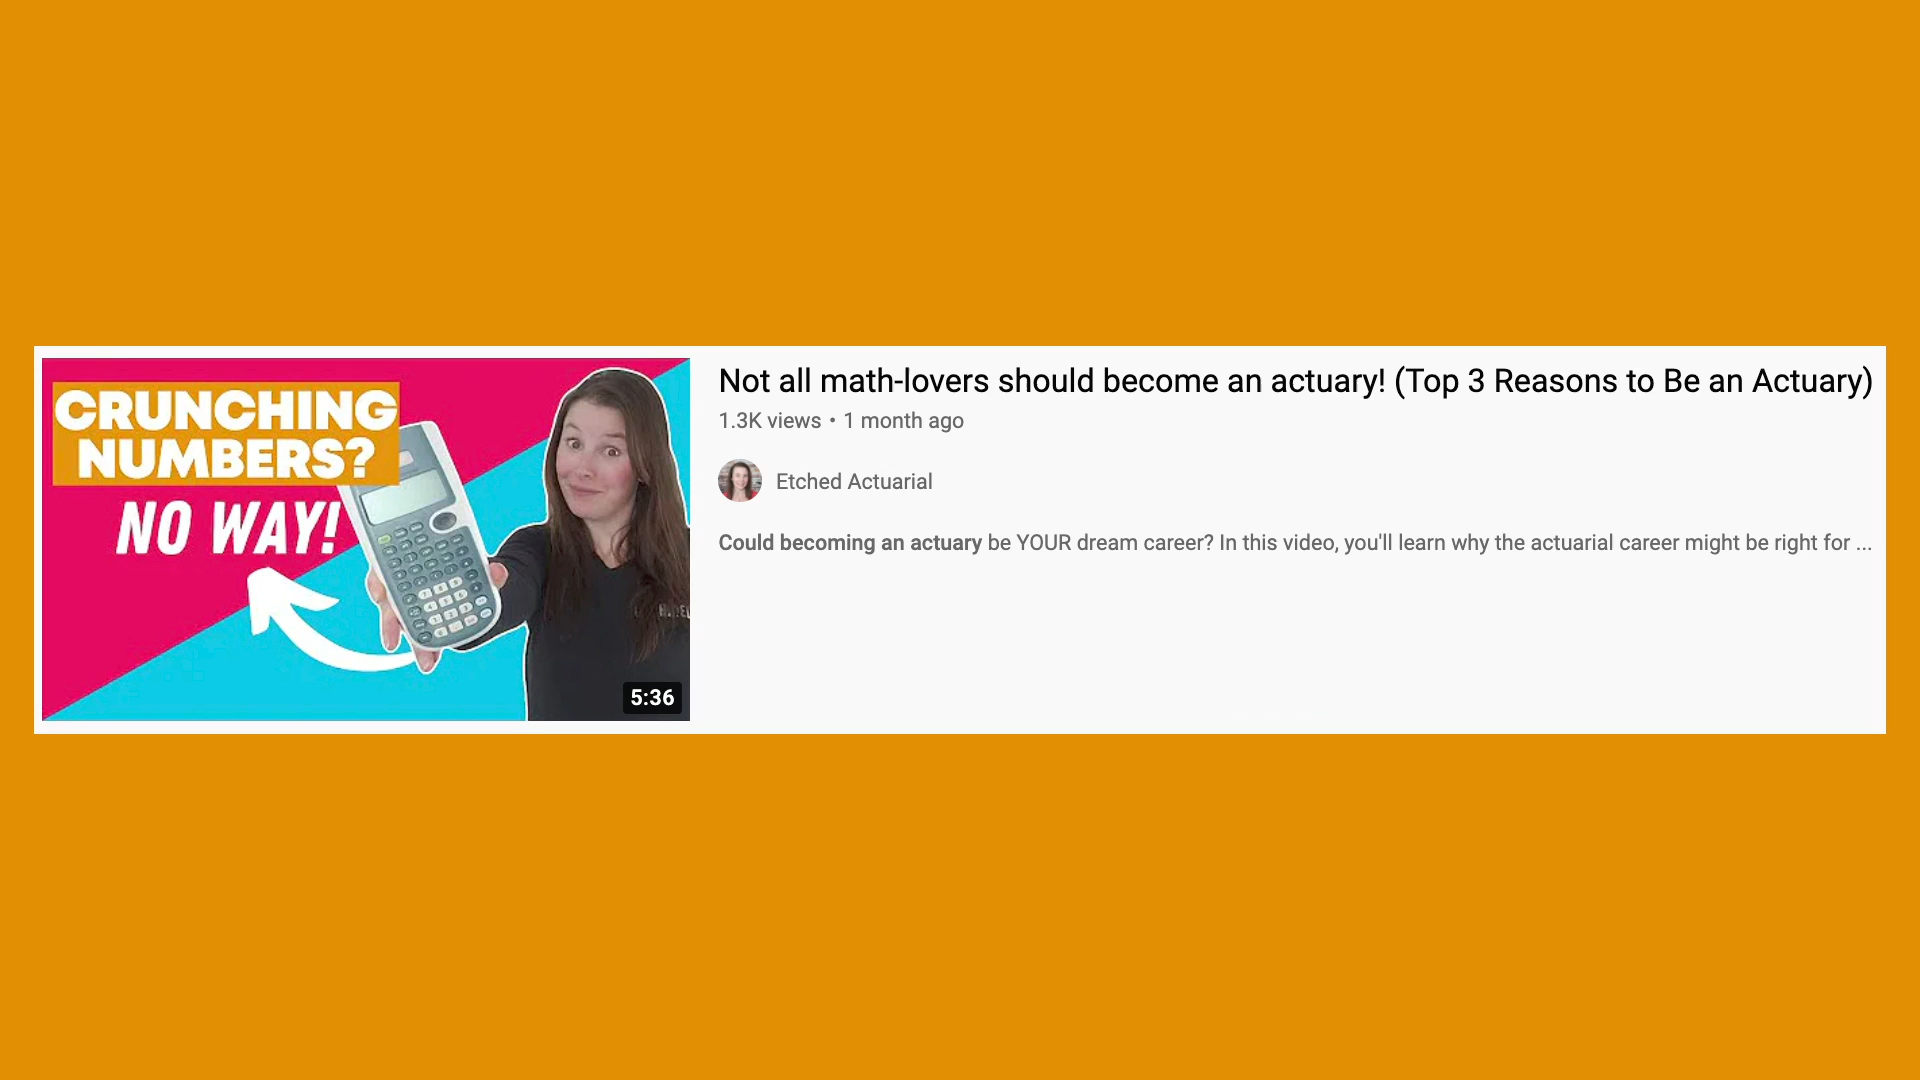 CRUNCHING
NUMBERS?
NO WAY!
5:36
Not all math-lovers should become an actuary! (Top 3 Reasons to Be an Actuary)
1.3K views • 1 month ago
Etched Actuarial
Could becoming an actuary be YOUR dream career? In this video, you'll learn why the actuarial career might be right for ...